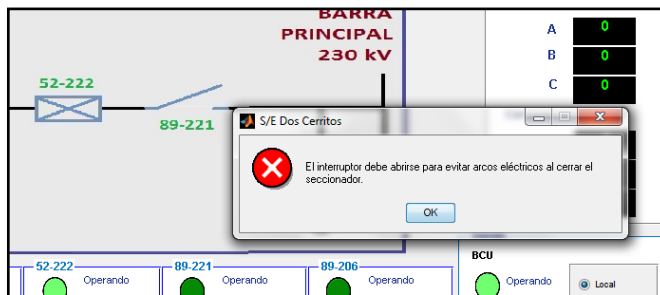 BARRA
PRINCIPAL
230 kV
52-222
89-221
A 0
B 0
C 0
S/E Dos Cerritos
El interruptor debe abrirse para evitar arcos eléctricos al cerrar el
seccionador.
OK
52-222
Operando
89-221
Operando
89-206
Operando
BCU
Operando
Local